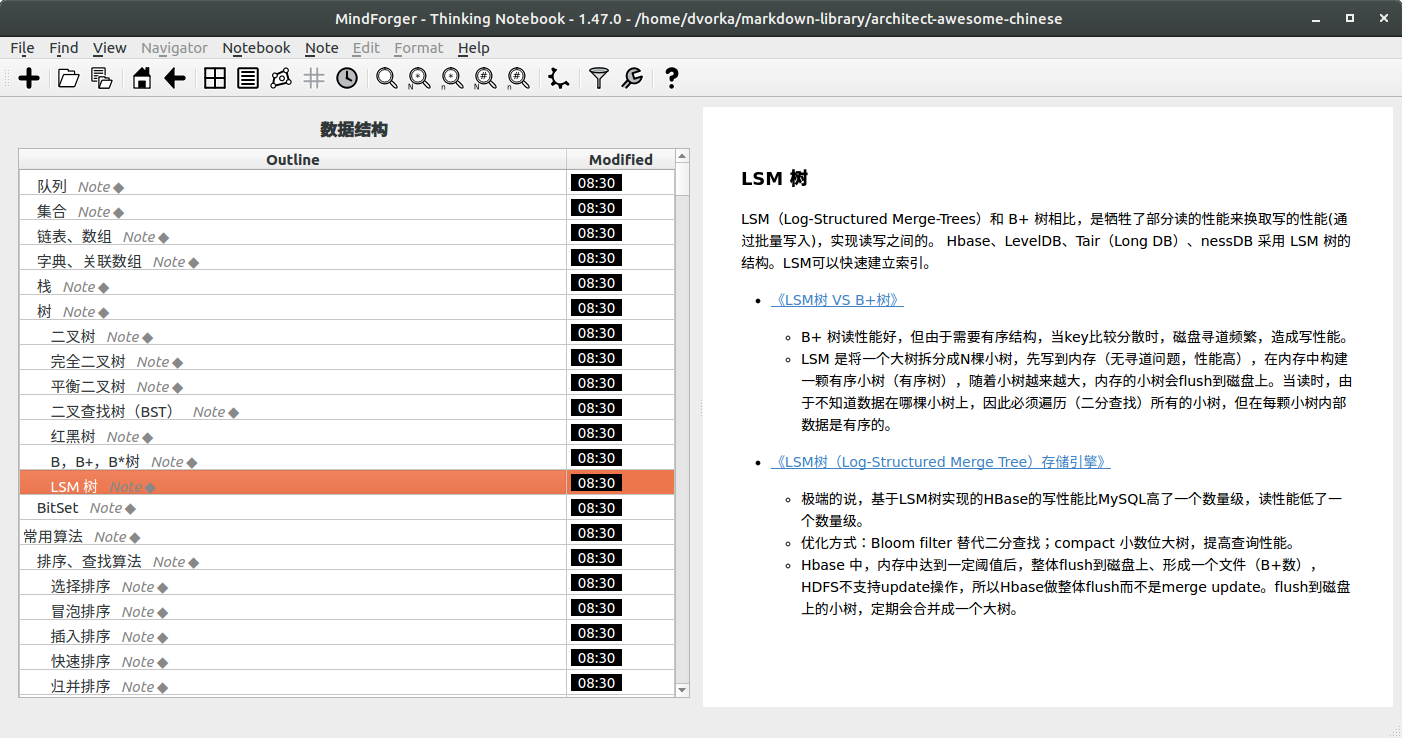 MindForger - Thinking Notebook - 1.47.0 - /home/dvorka/markdown-library/architect-awesome-chinese
File Find View Navigator Notebook Note Edit Format Help
数据结构
Outline Modified
队列 Note◆ 08:30
集合 Note◆ 08:30
链表、数组 Note◆ 08:30
字典、关联数组 Note◆ 08:30
栈 Note◆ 08:30
树 Note◆ 08:30
二叉树 Note◆ 08:30
完全二叉树 Note◆ 08:30
平衡二叉树 Note◆ 08:30
二叉查找树（BST） Note◆ 08:30
红黑树 Note◆ 08:30
B，B+，B*树 Note◆ 08:30
LSM 树 Note◆ 08:30
BitSet Note◆ 08:30
常用算法 Note◆ 08:30
排序、查找算法 Note◆ 08:30
选择排序 Note◆ 08:30
冒泡排序 Note◆ 08:30
插入排序 Note◆ 08:30
快速排序 Note◆ 08:30
归并排序 Note◆ 08:30
LSM 树
LSM（Log-Structured Merge-Trees）和 B+ 树相比，是牺牲了部分读的性能来换取写的性能(通
过批量写入)，实现读写之间的。 Hbase、LevelDB、Tair（Long DB）、nessDB 采用 LSM 树的
结构。LSM可以快速建立索引。
• 《LSM树 VS B+树》
◦ B+ 树读性能好，但由于需要有序结构，当key比较分散时，磁盘寻道频繁，造成写性能。
◦ LSM 是将一个大树拆分成N棵小树，先写到内存（无寻道问题，性能高），在内存中构建
一颗有序小树（有序树），随着小树越来越大，内存的小树会flush到磁盘上。当读时，由
于不知道数据在哪棵小树上，因此必须遍历（二分查找）所有的小树，但在每颗小树内部
数据是有序的。
• 《LSM树（Log-Structured Merge Tree）存储引擎》
◦ 极端的说，基于LSM树实现的HBase的写性能比MySQL高了一个数量级，读性能低了一
个数量级。
◦ 优化方式：Bloom filter 替代二分查找；compact 小数位大树，提高查询性能。
◦ Hbase 中，内存中达到一定阈值后，整体flush到磁盘上、形成一个文件（B+数），
HDFS不支持update操作，所以Hbase做整体flush而不是merge update。flush到磁盘
上的小树，定期会合并成一个大树。